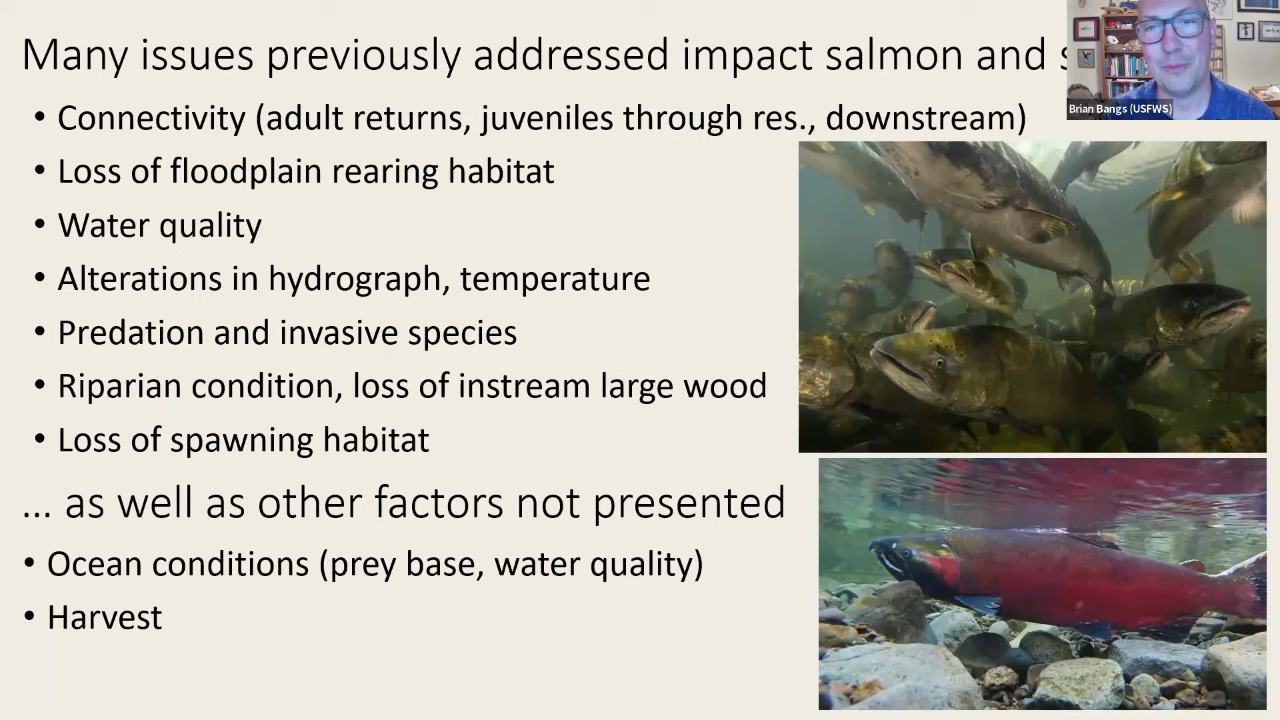 Many issues previously addressed impact salmon and
Brian Bangs (USFWS)
• Connectivity (adult returns, juveniles through res., downstream)
• Loss of floodplain rearing habitat
• Water quality
• Alterations in hydrograph, temperature
• Predation and invasive species
• Riparian condition, loss of instream large wood
• Loss of spawning habitat
... as well as other factors not presented
• Ocean conditions (prey base, water quality)
• Harvest